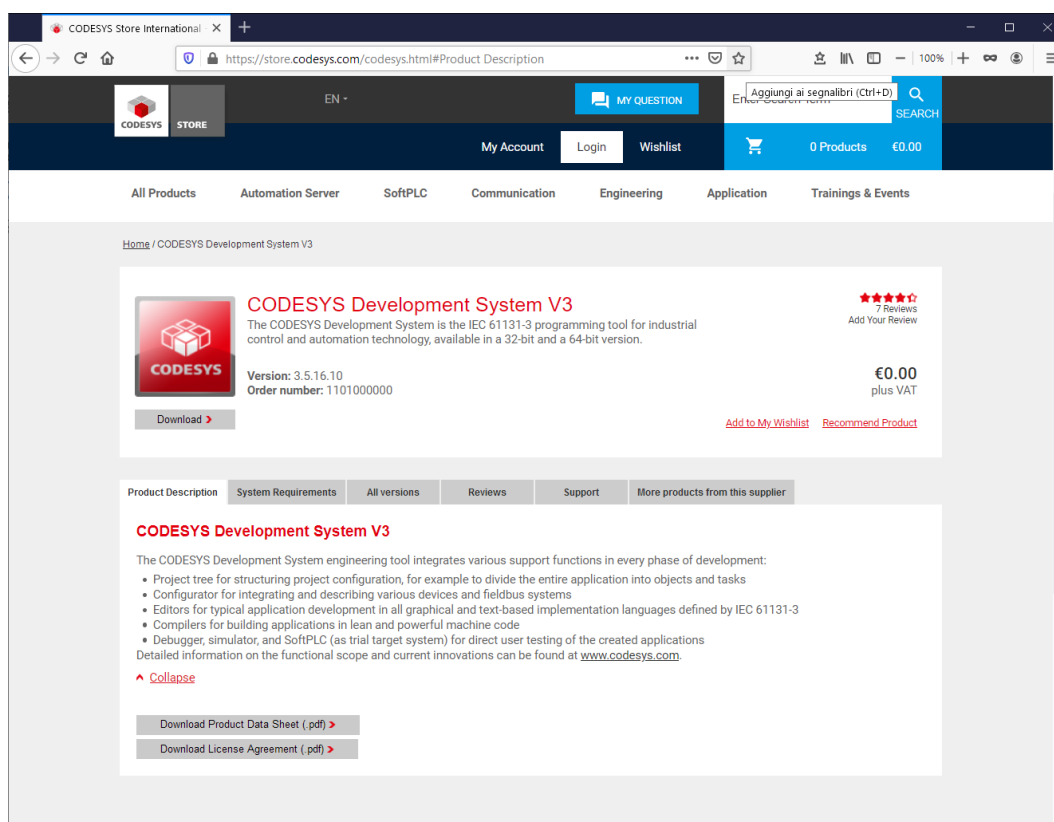 CODESYS Store International
https://store.codesys.com/codesys.html#Product Description
100%
EN
MY QUESTION
Aggiungi ai segnalibri (Ctrl+D)
SEARCH
CODESYS
STORE
My Account
Login
Wishlist
0 Products
€0.00
All Products
Automation Server
SoftPLC
Communication
Engineering
Application
Trainings & Events
Home / CODESYS Development System V3
CODESYS
CODESYS Development System V3
The CODESYS Development System is the IEC 61131-3 programming tool for industrial
control and automation technology, available in a 32-bit and a 64-bit version.
Version: 3.5.16.10
Order number: 1101000000
7 Reviews
Add Your Review
€0.00
plus VAT
Download
Add to My Wishlist
Recommend Product
Product Description
System Requirements
All versions
Reviews
Support
More products from this supplier
CODESYS Development System V3
The CODESYS Development System engineering tool integrates various support functions in every phase of development:
• Project tree for structuring project configuration, for example to divide the entire application into objects and tasks
• Configurator for integrating and describing various devices and fieldbus systems
• Editors for typical application development in all graphical and text-based implementation languages defined by IEC 61131-3
• Compilers for building applications in lean and powerful machine code
• Debugger, simulator, and SoftPLC (as trial target system) for direct user testing of the created applications
Detailed information on the functional scope and current innovations can be found at www.codesys.com.
Collapse
Download Product Data Sheet (.pdf)
Download License Agreement (.pdf)